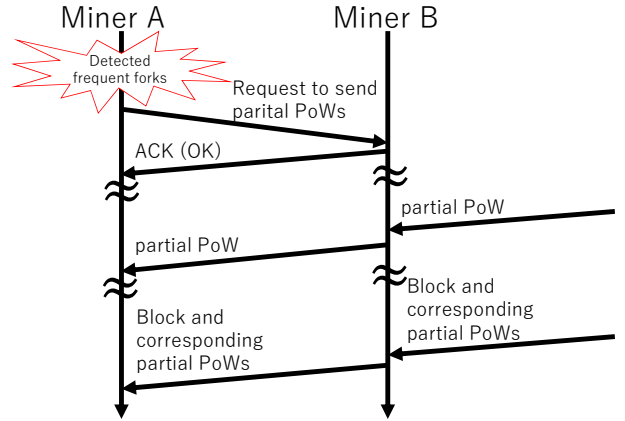 Miner A
Miner B
Detected
frequent forks
Request to send
parital PoWs
ACK (OK)
partial PoW
partial PoW
Block and
corresponding
partial PoWs
Block and
corresponding
partial PoWs